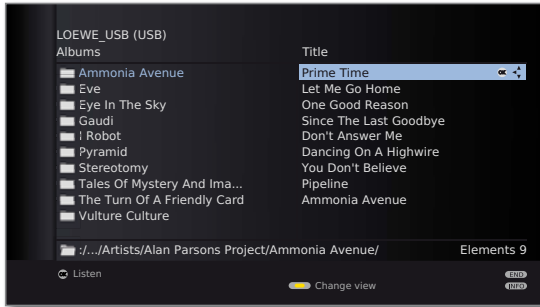 LOEWE_USB (USB)
Albums
Title
Ammonia Avenue
Eve
Eye In The Sky
Gaudi
I Robot
Pyramid
Stereotomy
Tales Of Mystery And Ima...
The Turn Of A Friendly Card
Vulture Culture
Prime Time
OK
Let Me Go Home
One Good Reason
Since The Last Goodbye
Don't Answer Me
Dancing On A Highwire
You Don't Believe
Pipeline
Ammonia Avenue
:/.../Artists/Alan Parsons Project/Ammonia Avenue/
Elements 9
OK Listen
END
Change view
INFO